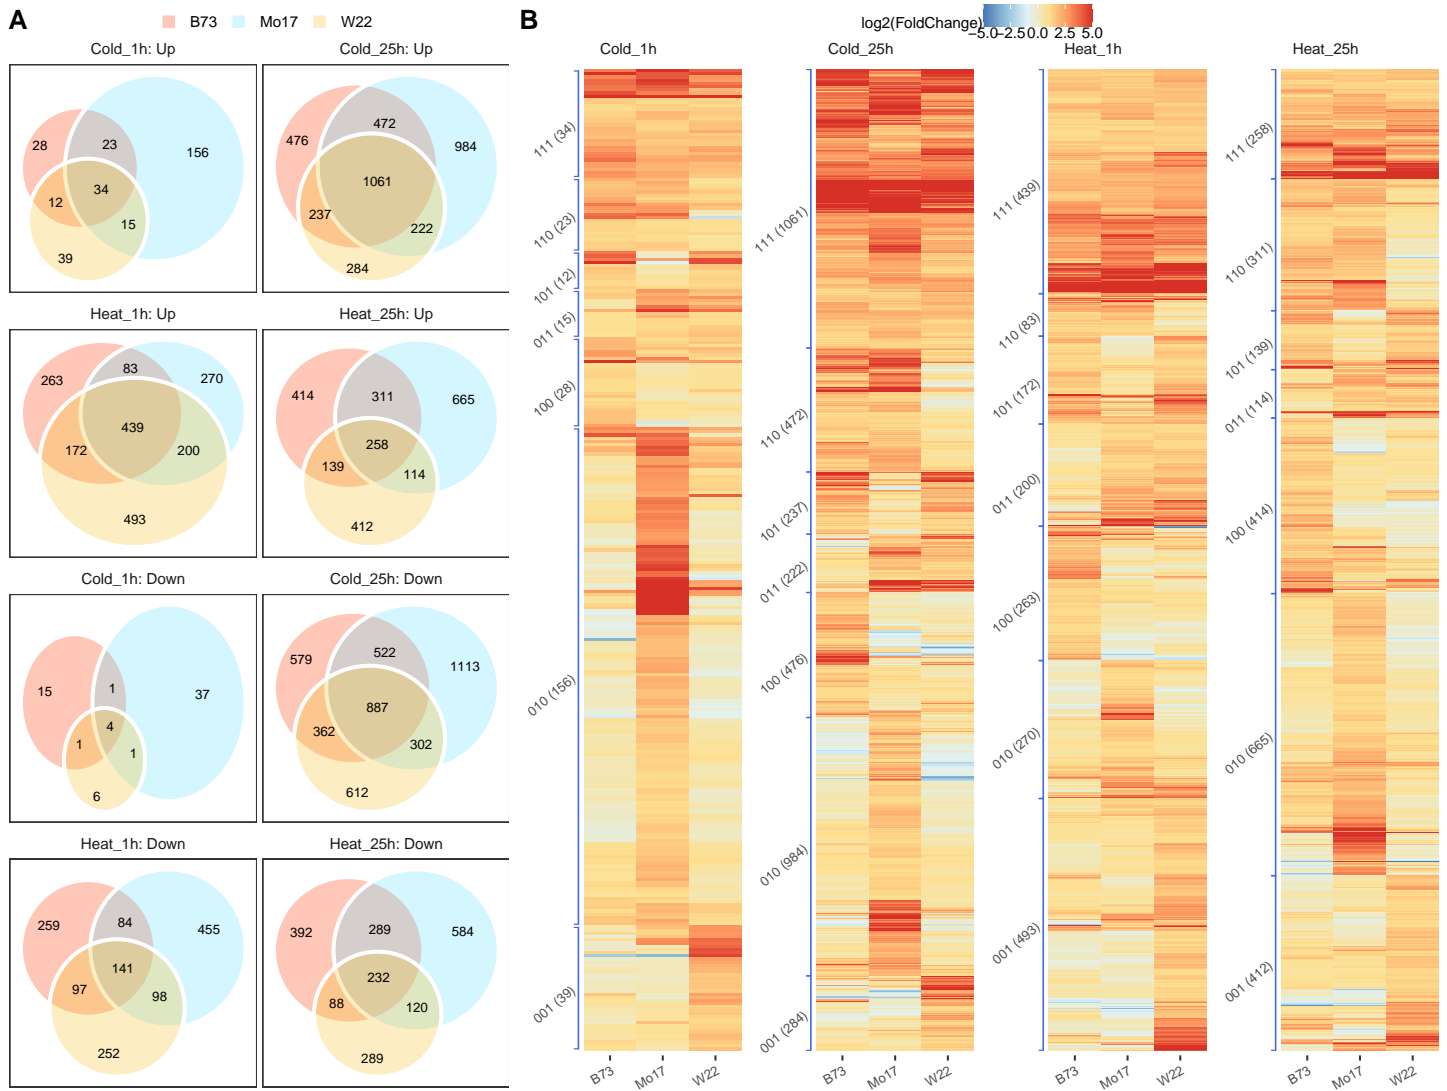 A
B73
Mo17
W22
Cold_1h: Up
28
23
156
34
12
15
39
Cold_25h: Up
476
472
984
1061
237
222
284
Heat_1h: Up
263
83
270
439
172
200
493
Heat_25h: Up
414
311
665
258
139
114
412
Cold_1h: Down
15
1
37
4
1
1
6
Cold_25h: Down
579
522
1113
887
362
302
612
Heat_1h: Down
259
84
455
141
97
98
252
Heat_25h: Down
392
289
584
232
88
120
289
B
log2(FoldChange)
−5.0 −2.5 0.0 2.5 5.0
Cold_1h
111 (34)
110 (23)
101 (12)
011 (15)
100 (28)
010 (156)
001 (39)
B73
Mo17
W22
Cold_25h
111 (1061)
110 (472)
101 (237)
011 (222)
100 (476)
010 (984)
001 (284)
B73
Mo17
W22
Heat_1h
111 (439)
110 (83)
101 (172)
011 (200)
100 (263)
010 (270)
001 (493)
B73
Mo17
W22
Heat_25h
111 (258)
110 (311)
101 (139)
011 (114)
100 (414)
010 (665)
001 (412)
B73
Mo17
W22